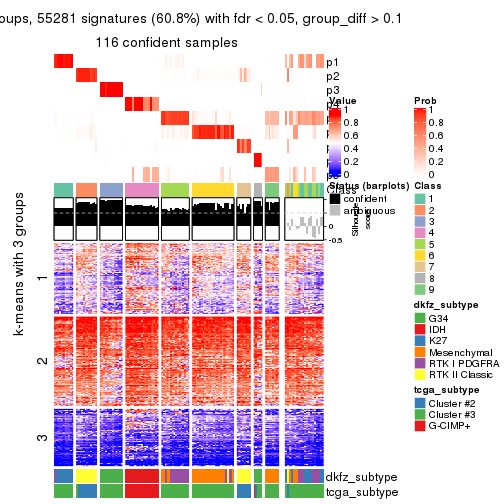 oups, 55281 signatures (60.8%) with fdr < 0.05, group_diff > 0.1
116 confident samples
p1
p2
p3
Value
1
0.8
0.6
0.4
0.2
0
Prob
1
0.8
0.6
0.4
0.2
0
Class
Status (barplots)
confident
ambiguous
0
-0.5
Class
1
2
3
4
5
6
7
8
9
k-means with 3 groups
1
2
3
dkfz_subtype
G34
IDH
K27
Mesenchymal
RTK I PDGFRA
RTK II Classic
tcga_subtype
Cluster #2
Cluster #3
G-CIMP+
dkfz_subtype
tcga_subtype